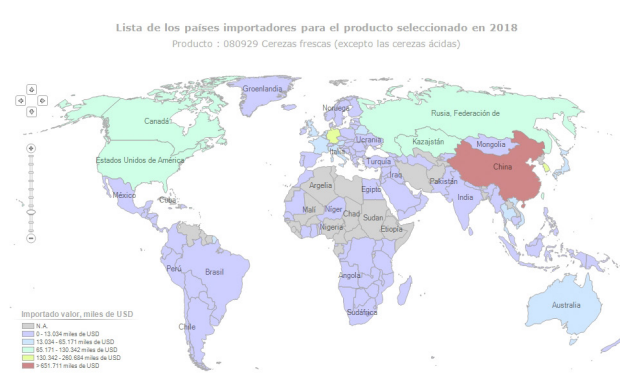 Lista de los países importadores para el producto seleccionado en 2018
Producto : 080929 Cerezas frescas (excepto las cerezas ácidas)
Groenlandia
Noruega
Canadá
Rusia, Federación de
Ucrania
Kazajstán
Mongolia
Italia
Estados Unidos de América
Turquía
China
Iraq
Pakistán
Argelia
Egipto
México
Cuba
India
Malí
Níger
Chad
Sudan
Nigeria
Etiopía
Perú
Brasil
Angola
Australia
Sudáfrica
Chile
Importado valor, miles de USD
N.A.
0 - 13.034 miles de USD
13.034 - 65.171 miles de USD
65.171 - 130.342 miles de USD
130.342 - 260.684 miles de USD
> 651.711 miles de USD